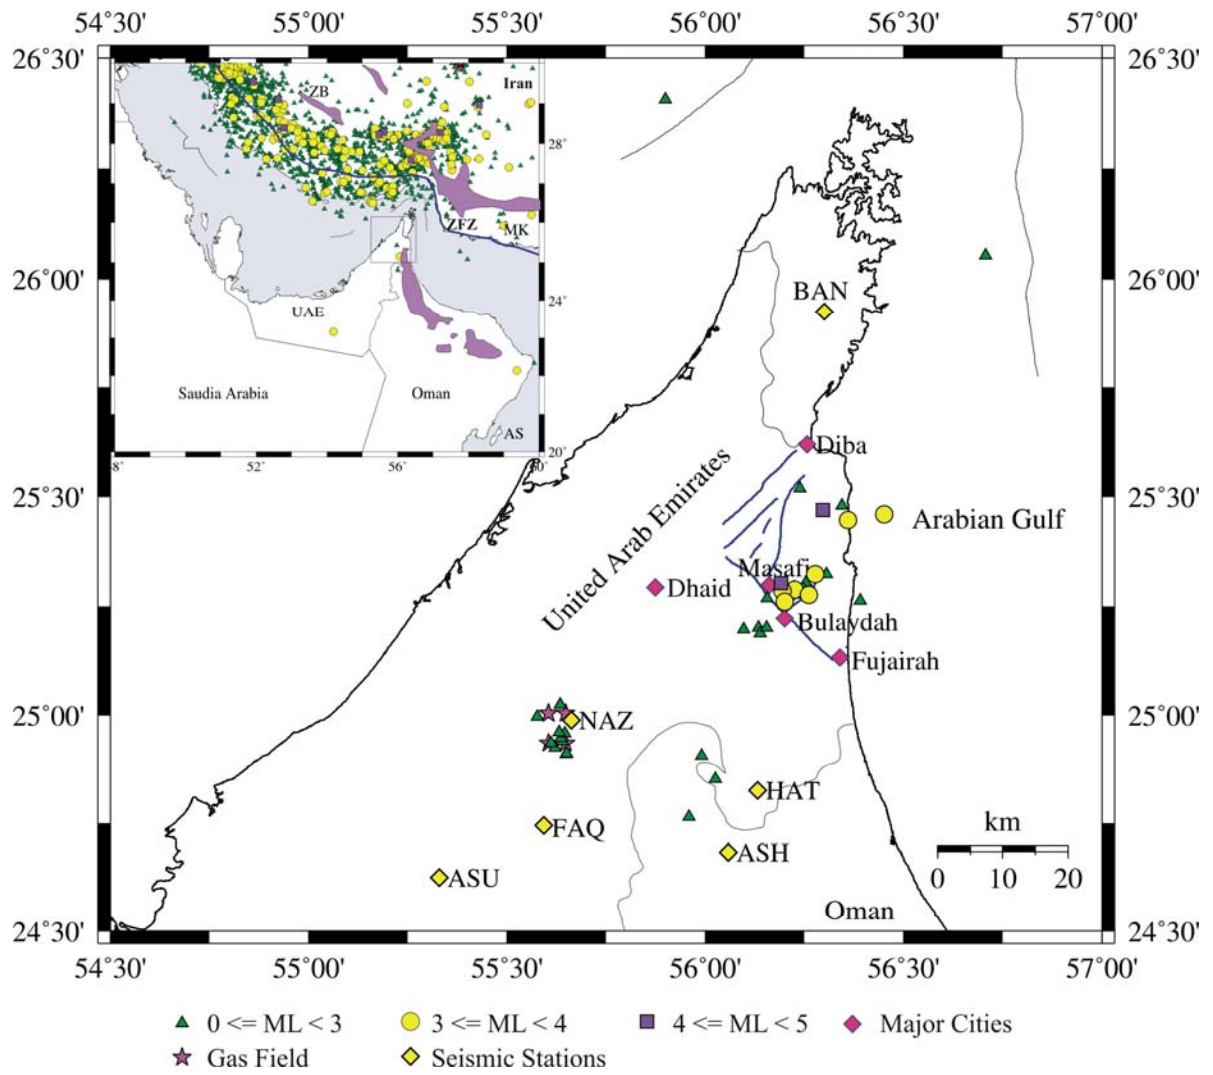 54˚30' 55˚00' 55˚30' 56˚00' 56˚30' 57˚00'
26˚30' 26˚30'
Iran
ZB
28˚
ZFZ MK
26˚00' 26˚00'
BAN
24˚
UAE
Saudia Arabia Oman
AS
20˚
8˚ 52˚ 56˚ 60˚
Diba
United Arab Emirates
25˚30' 25˚30'
Arabian Gulf
Masafi
Dhaid
Bulaydah
Fujairah
25˚00' 25˚00'
NAZ
HAT
FAQ
ASH
km
ASU
0 10 20
Oman
24˚30' 24˚30'
54˚30' 55˚00' 55˚30' 56˚00' 56˚30' 57˚00'
0 <= ML < 3 3 <= ML < 4 4 <= ML < 5 Major Cities
Gas Field Seismic Stations